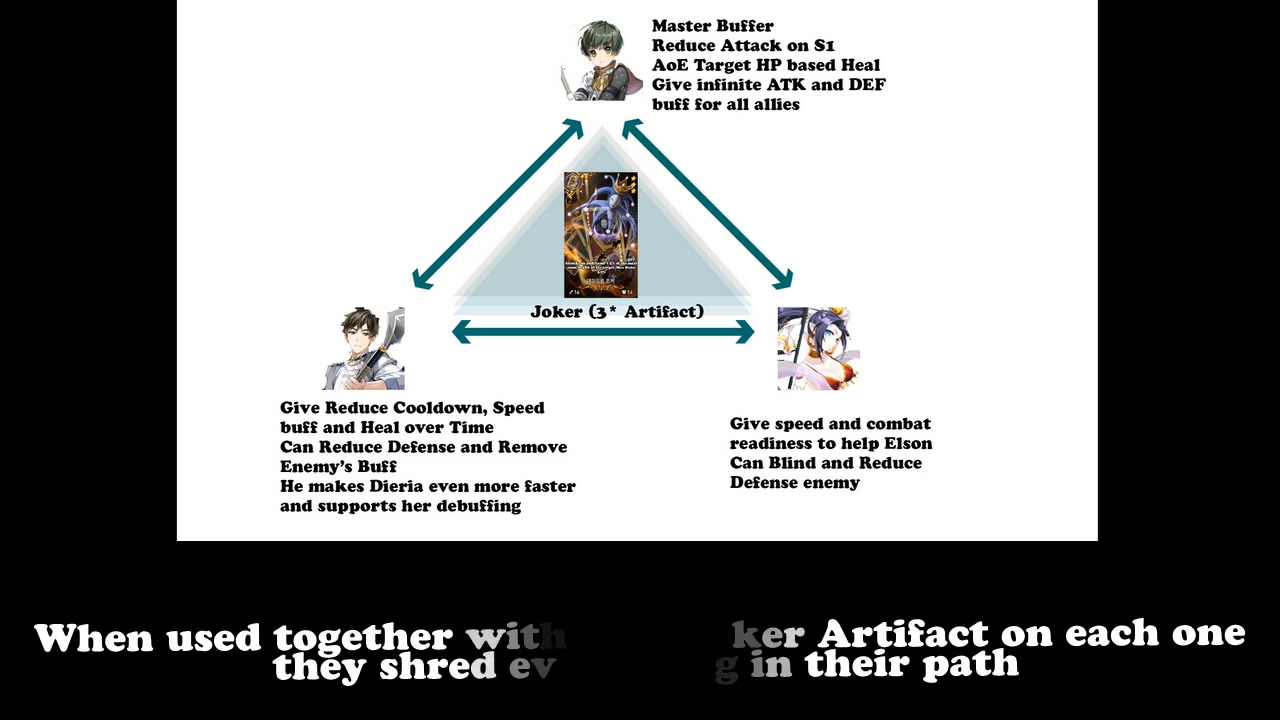 Master Buffer
Reduce Attack on S1
AoE Target HP based Heal
Give infinite ATK and DEF
buff for all allies
Joker (3* Artifact)
Give Reduce Cooldown, Speed
buff and Heal over Time
Can Reduce Defense and Remove
Enemy's Buff
He makes Dieria even more faster
and supports her debuffing
Give speed and combat
readiness to help Elson
Can Blind and Reduce
Defense enemy
When used together with ker Artifact on each one
they shred ev g in their path